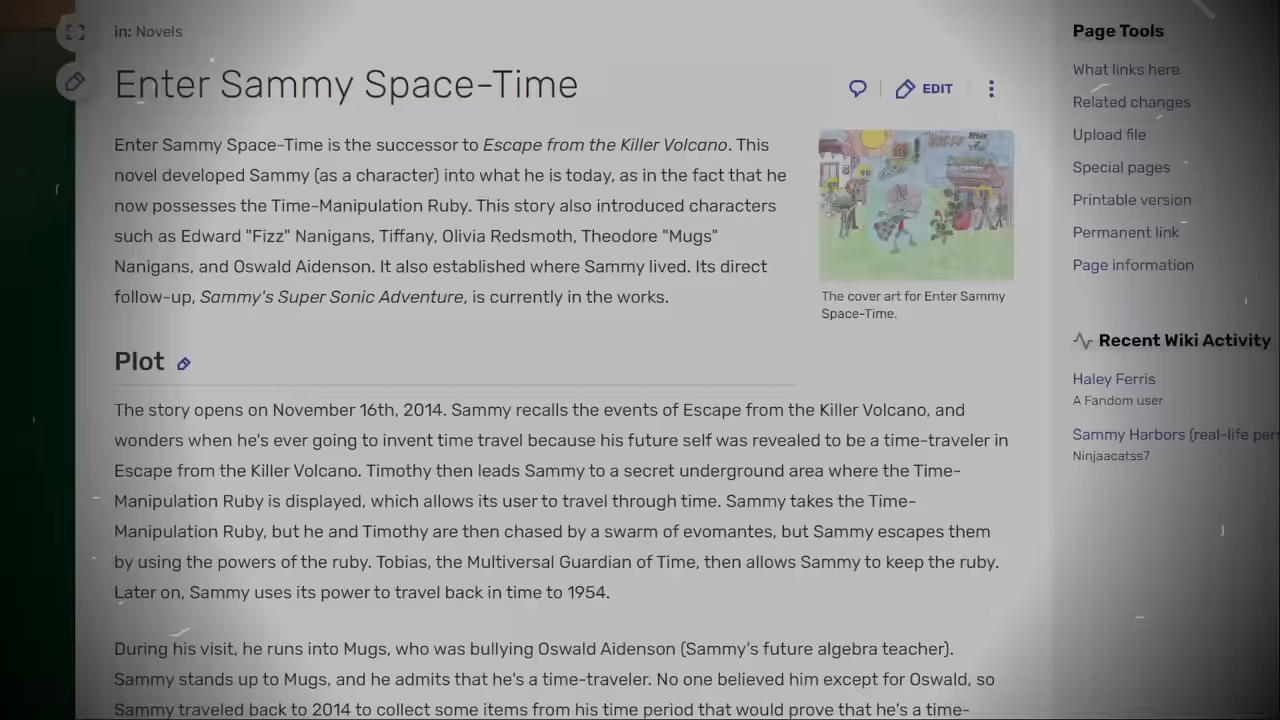 in: Novels
Enter Sammy Space-Time
EDIT
Enter Sammy Space-Time is the successor to Escape from the Killer Volcano. This
novel developed Sammy (as a character) into what he is today, as in the fact that he
now possesses the Time-Manipulation Ruby. This story also introduced characters
such as Edward "Fizz" Nanigans, Tiffany, Olivia Redsmoth, Theodore "Mugs"
Nanigans, and Oswald Aidenson. It also established where Sammy lived. Its direct
follow-up, Sammy's Super Sonic Adventure, is currently in the works.
The cover art for Enter Sammy
Space-Time.
Plot
The story opens on November 16th, 2014. Sammy recalls the events of Escape from the Killer Volcano, and
wonders when he's ever going to invent time travel because his future self was revealed to be a time-traveler in
Escape from the Killer Volcano. Timothy then leads Sammy to a secret underground area where the Time-
Manipulation Ruby is displayed, which allows its user to travel through time. Sammy takes the Time-
Manipulation Ruby, but he and Timothy are then chased by a swarm of evomantes, but Sammy escapes them
by using the powers of the ruby. Tobias, the Multiversal Guardian of Time, then allows Sammy to keep the ruby.
Later on, Sammy uses its power to travel back in time to 1954.
During his visit, he runs into Mugs, who was bullying Oswald Aidenson (Sammy's future algebra teacher).
Sammy stands up to Mugs, and he admits that he's a time-traveler. No one believed him except for Oswald, so
Sammy traveled back to 2014 to collect some items from his time period that would prove that he's a time-
Page Tools
What links here
Related changes
Upload file
Special pages
Printable version
Permanent link
Page information
Recent Wiki Activity
Haley Ferris
A Fandom user
Sammy Harbors (real-life per
Ninjaacatss7